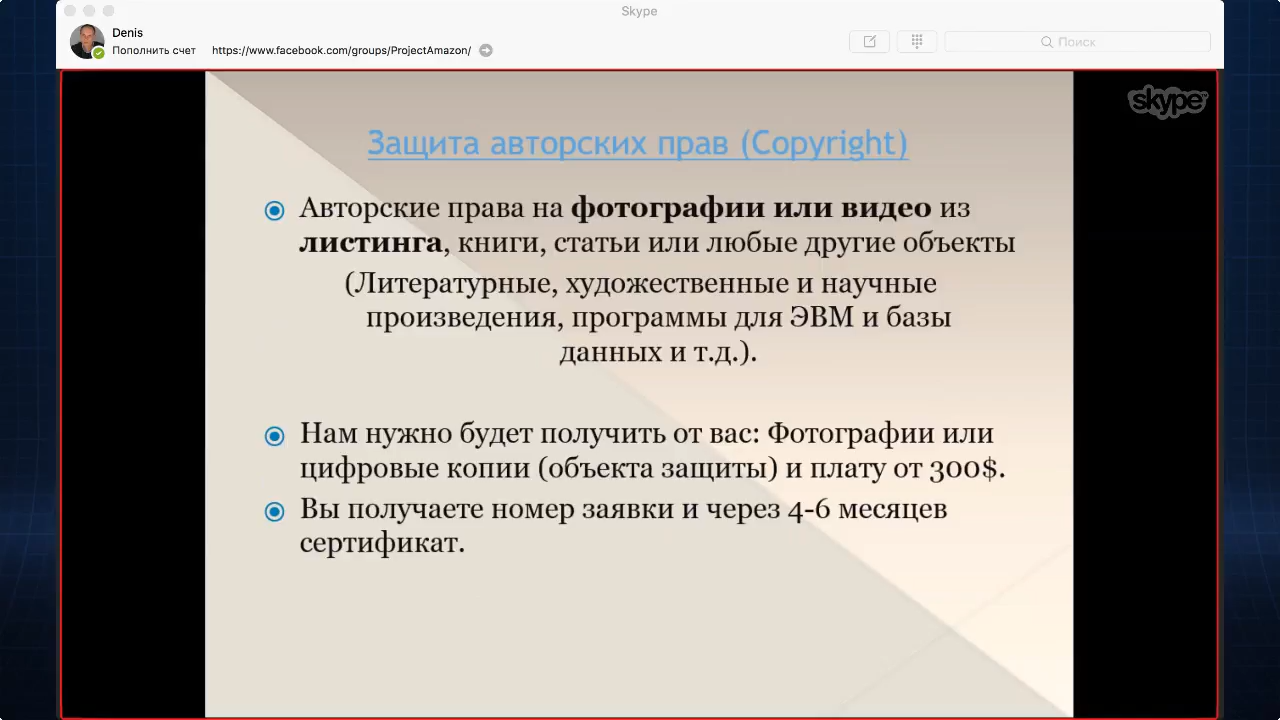 Skype
Denis
Пополнить счет https://www.facebook.com/groups/ProjectAmazon/
Поиск
skype
Защита авторских прав (Copyright)
Авторские права на фотографии или видео из
листинга, книги, статьи или любые другие объекты
(Литературные, художественные и научные
произведения, программы для ЭВМ и базы
данных и т.д.).
Нам нужно будет получить от вас: Фотографии или
цифровые копии (объекта защиты) и плату от 300$.
Вы получаете номер заявки и через 4-6 месяцев
сертификат.